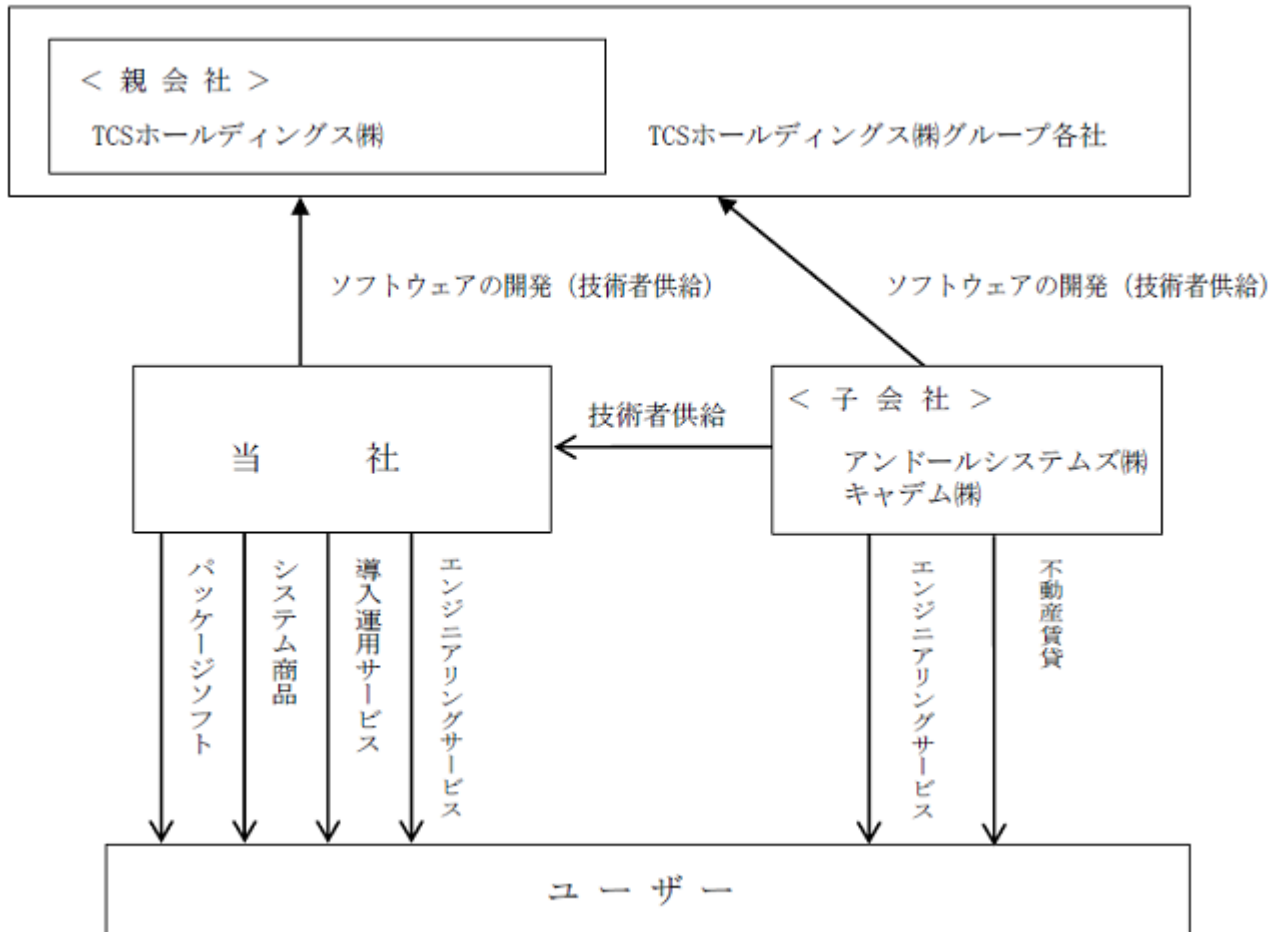 < 親 会 社 >
TCSホールディングス㈱
TCSホールディングス㈱グループ各社
ソフトウェアの開発（技術者供給）
ソフトウェアの開発（技術者供給）
当 社
技術者供給
< 子 会 社 >
アンドールシステムズ㈱
キャデム㈱
パッケージソフト
システム商品
導入運用サービス
エンジニアリングサービス
エンジニアリングサービス
不動産賃貸
ユ ー ザ ー